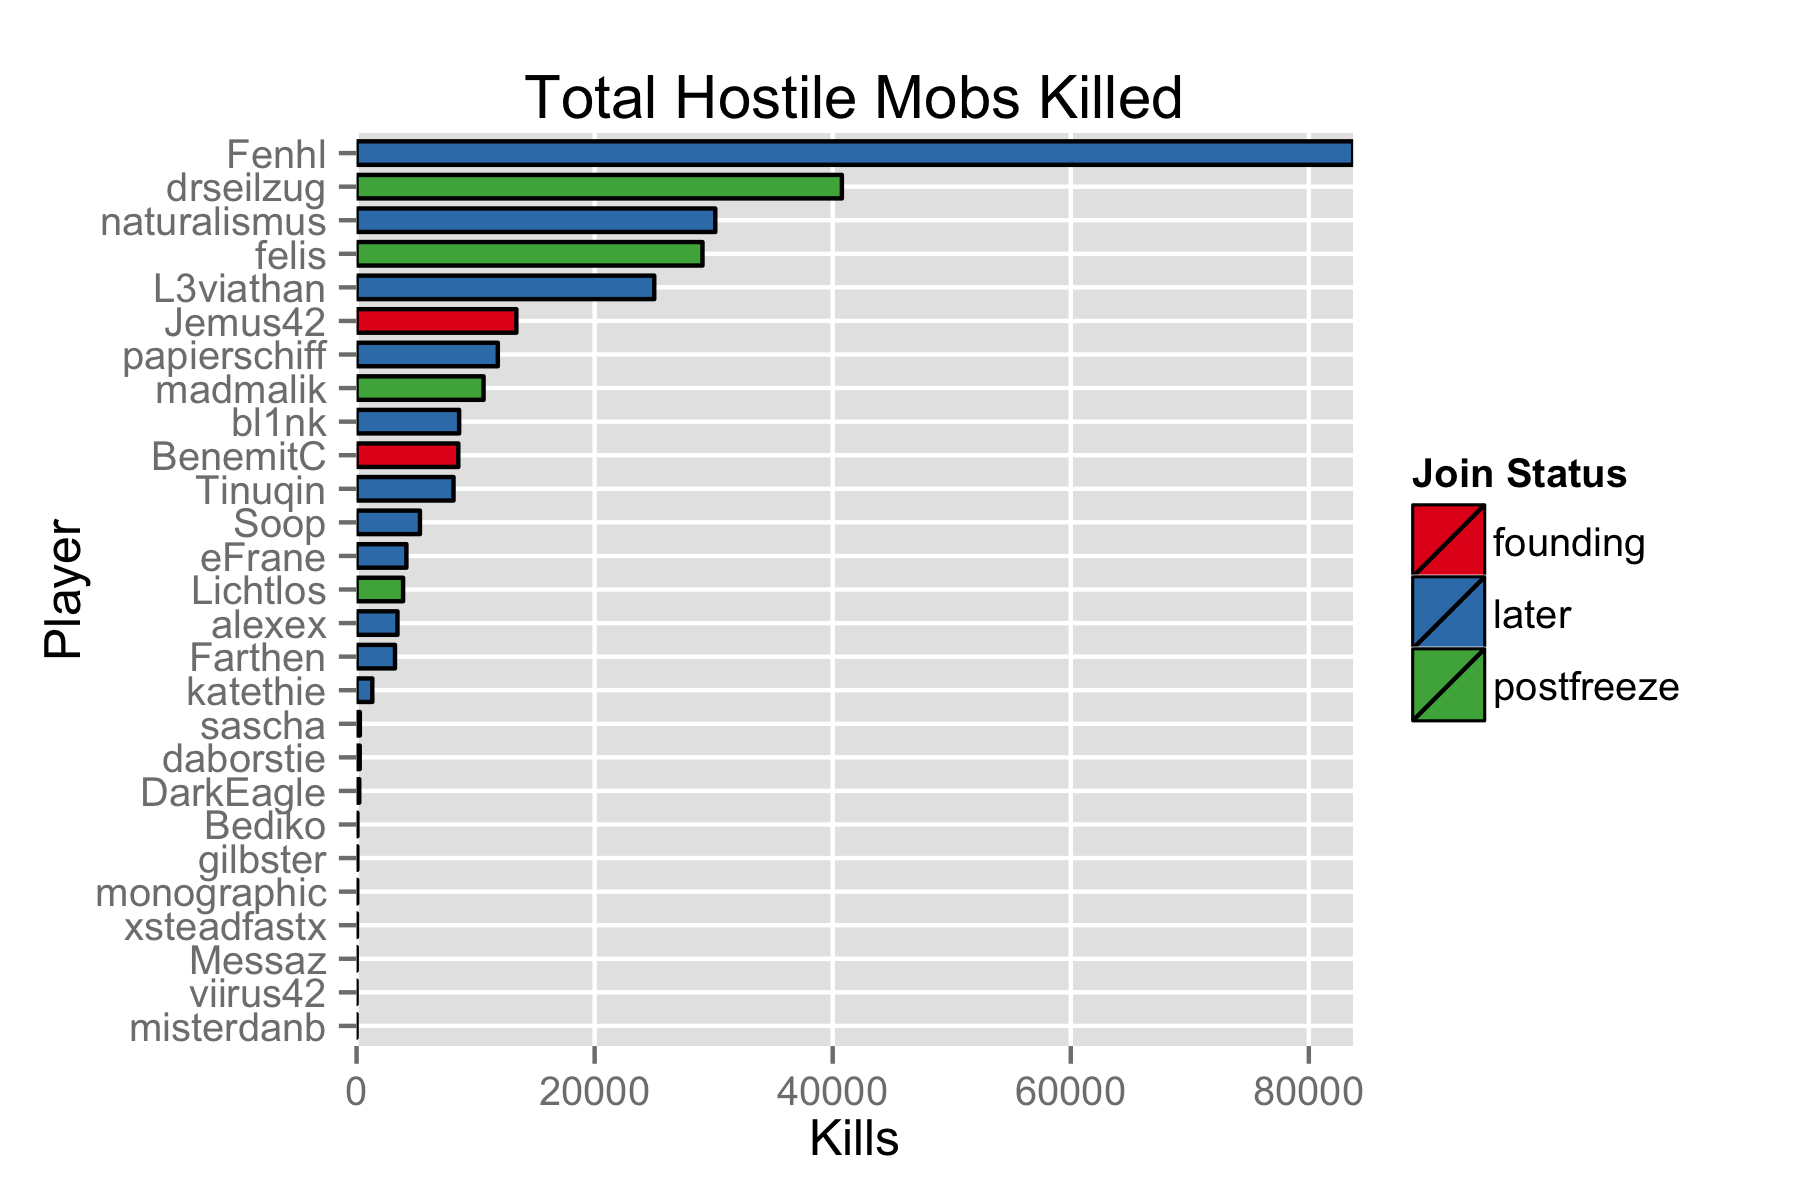 Total Hostile Mobs Killed
Fenhl
drseilzug
naturalismus
felis
L3viathan
Jemus42
papierschiff
madmalik
bl1nk
BenemitC
Tinuqin
Soop
eFrane
Lichtlos
alexex
Farthen
katethie
sascha
daborstie
DarkEagle
Bediko
gilbster
monographic
xsteadfastx
Messaz
viirus42
misterdanb
Player
0 20000 40000 60000 80000
Kills
Join Status
founding
later
postfreeze